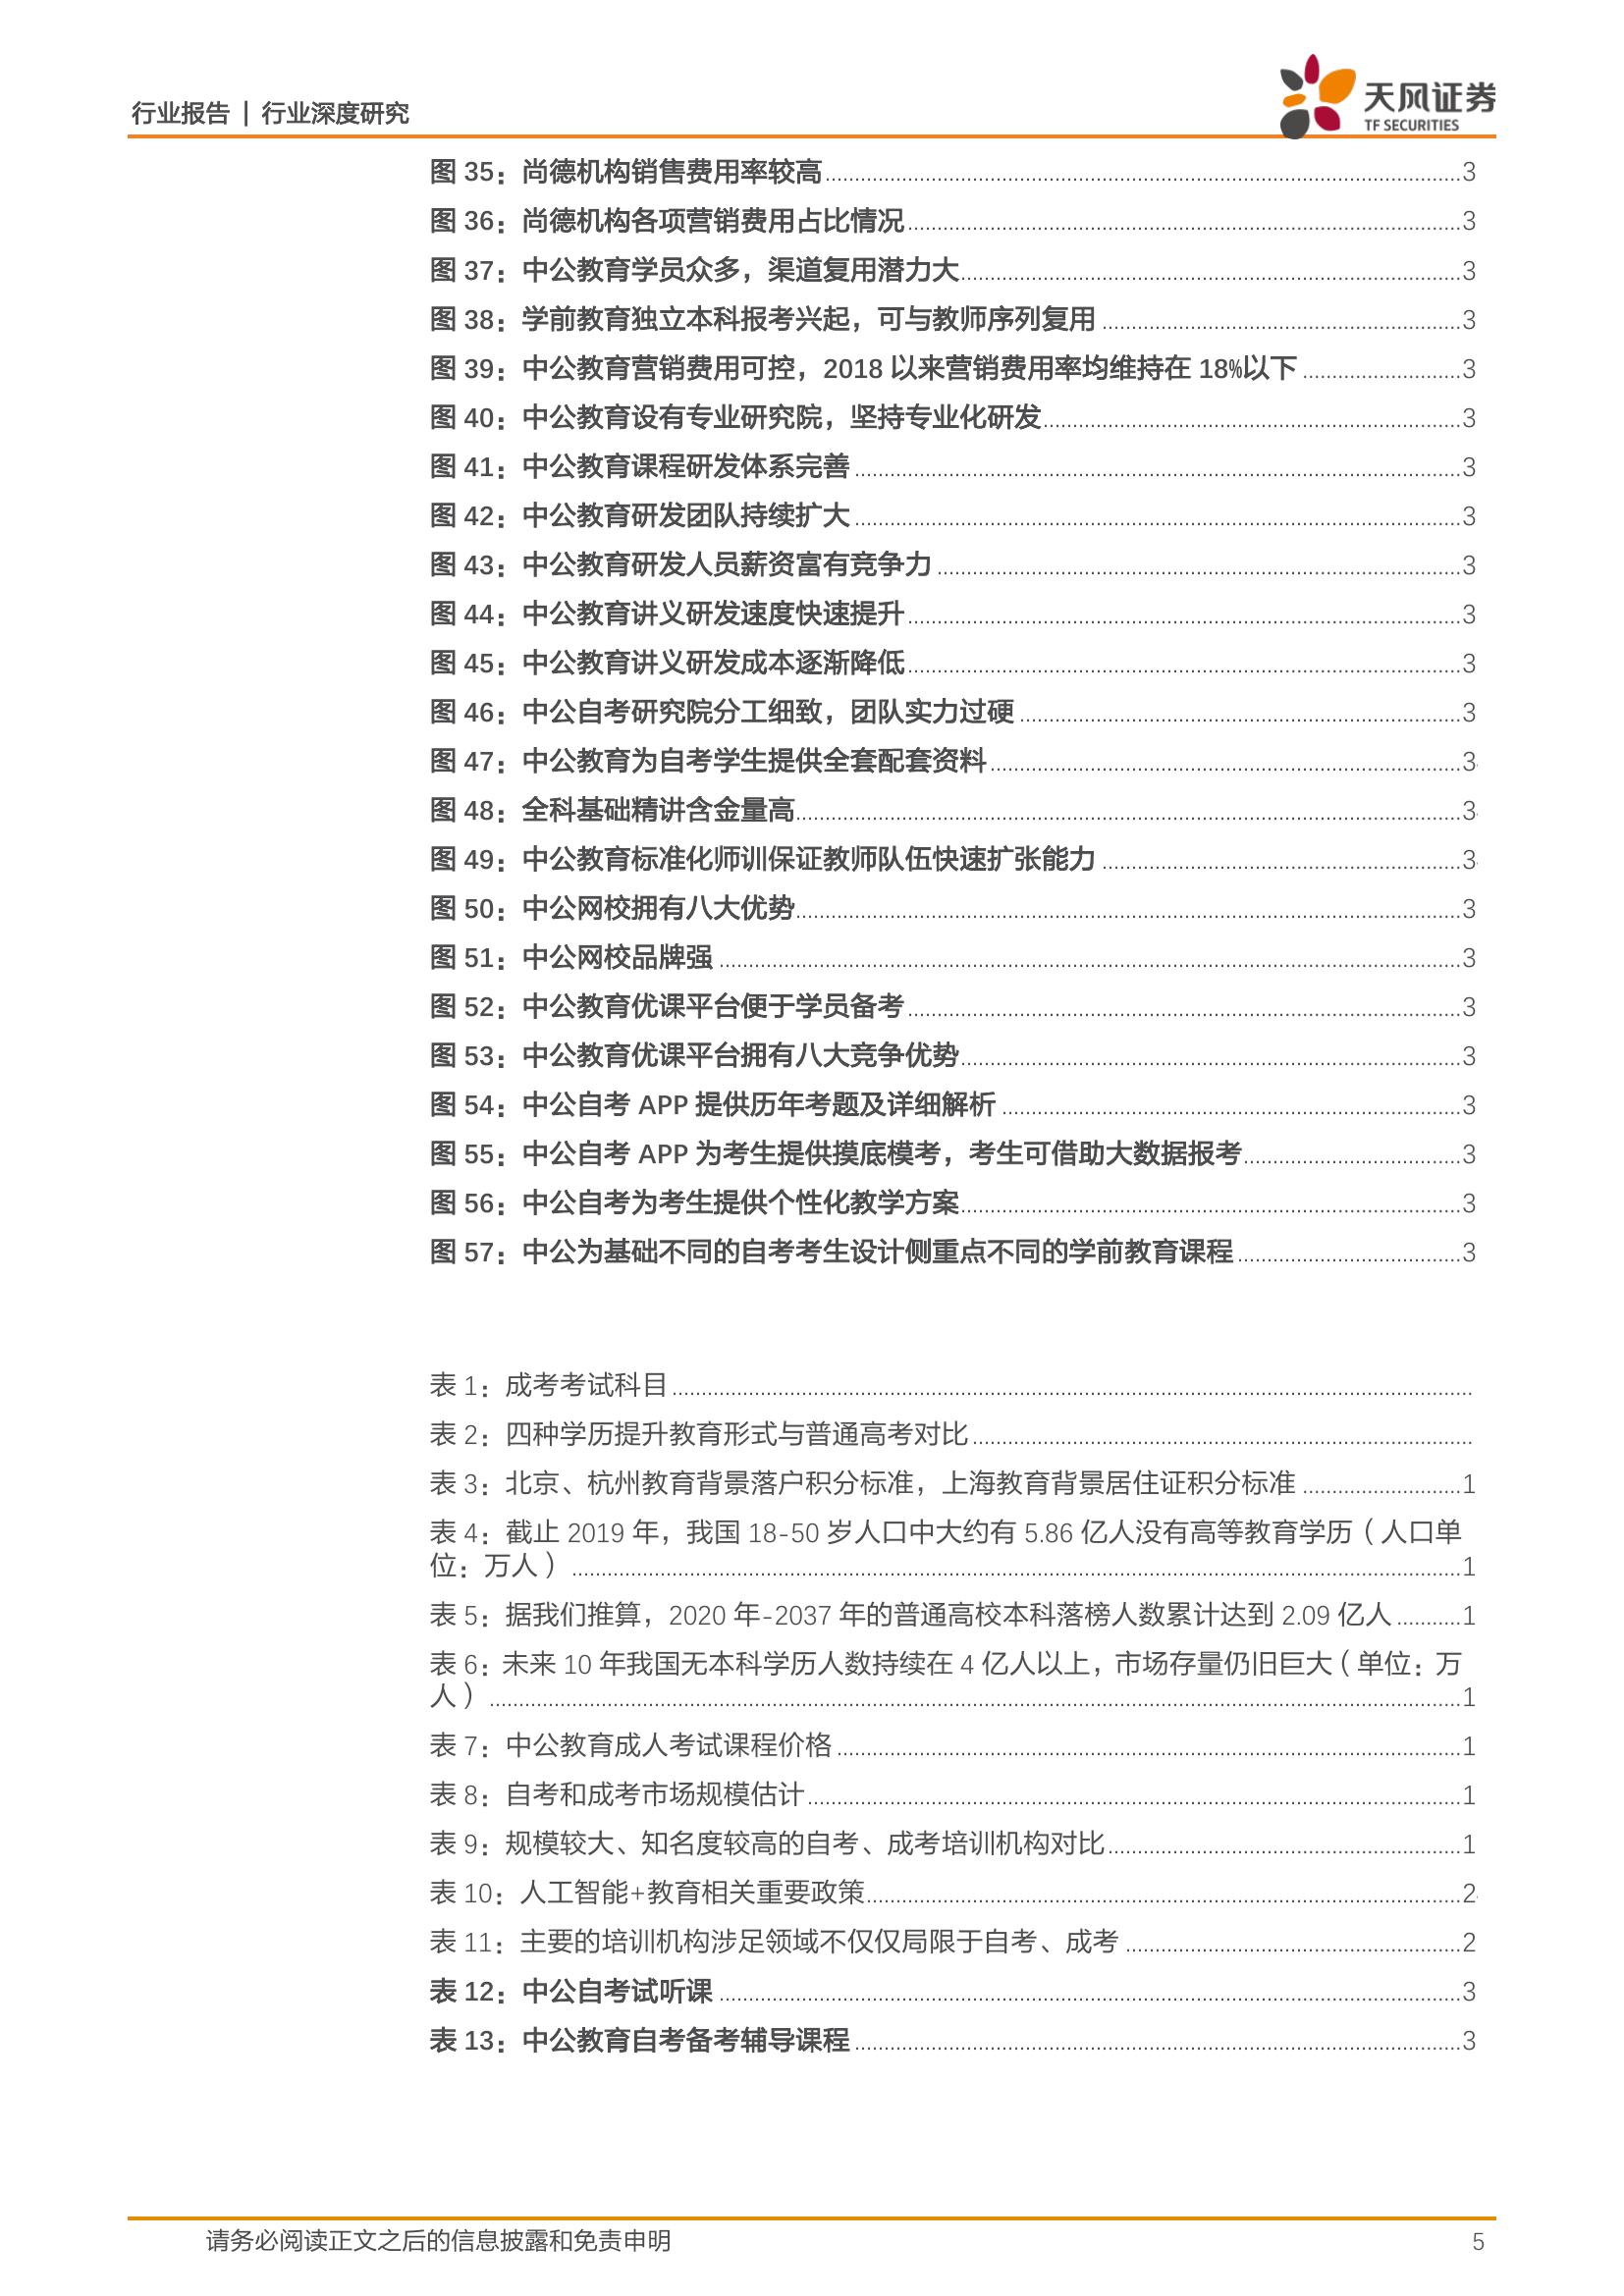 行业报告 | 行业深度研究
天风证券
TF SECURITIES
图 35：尚德机构销售费用率较高 3
图 36：尚德机构各项营销费用占比情况 3
图 37：中公教育学员众多，渠道复用潜力大 3
图 38：学前教育独立本科报考兴起，可与教师序列复用 3
图 39：中公教育营销费用可控，2018 以来营销费用率均维持在 18%以下 3
图 40：中公教育设有专业研究院，坚持专业化研发 3
图 41：中公教育课程研发体系完善 3
图 42：中公教育研发团队持续扩大 3
图 43：中公教育研发人员薪资富有竞争力 3
图 44：中公教育讲义研发速度快速提升 3
图 45：中公教育讲义研发成本逐渐降低 3
图 46：中公自考研究院分工细致，团队实力过硬 3
图 47：中公教育为自考学生提供全套配套资料 3
图 48：全科基础精讲含金量高 3
图 49：中公教育标准化师训保证教师队伍快速扩张能力 3
图 50：中公网校拥有八大优势 3
图 51：中公网校品牌强 3
图 52：中公教育优课平台便于学员备考 3
图 53：中公教育优课平台拥有八大竞争优势 3
图 54：中公自考 APP 提供历年考题及详细解析 3
图 55：中公自考 APP 为考生提供摸底模考，考生可借助大数据报考 3
图 56：中公自考为考生提供个性化教学方案 3
图 57：中公为基础不同的自考考生设计侧重点不同的学前教育课程 3
表 1：成考考试科目
表 2：四种学历提升教育形式与普通高考对比
表 3：北京、杭州教育背景落户积分标准，上海教育背景居住证积分标准 1
表 4：截止 2019 年，我国 18-50 岁人口中大约有 5.86 亿人没有高等教育学历（人口单
位：万人） 1
表 5：据我们推算，2020 年-2037 年的普通高校本科落榜人数累计达到 2.09 亿人 1
表 6：未来 10 年我国无本科学历人数持续在 4 亿人以上，市场存量仍旧巨大（单位：万
人） 1
表 7：中公教育成人考试课程价格 1
表 8：自考和成考市场规模估计 1
表 9：规模较大、知名度较高的自考、成考培训机构对比 1
表 10：人工智能+教育相关重要政策 2
表 11：主要的培训机构涉足领域不仅仅局限于自考、成考 2
表 12：中公自考试听课 3
表 13：中公教育自考备考辅导课程 3
请务必阅读正文之后的信息披露和免责申明 5